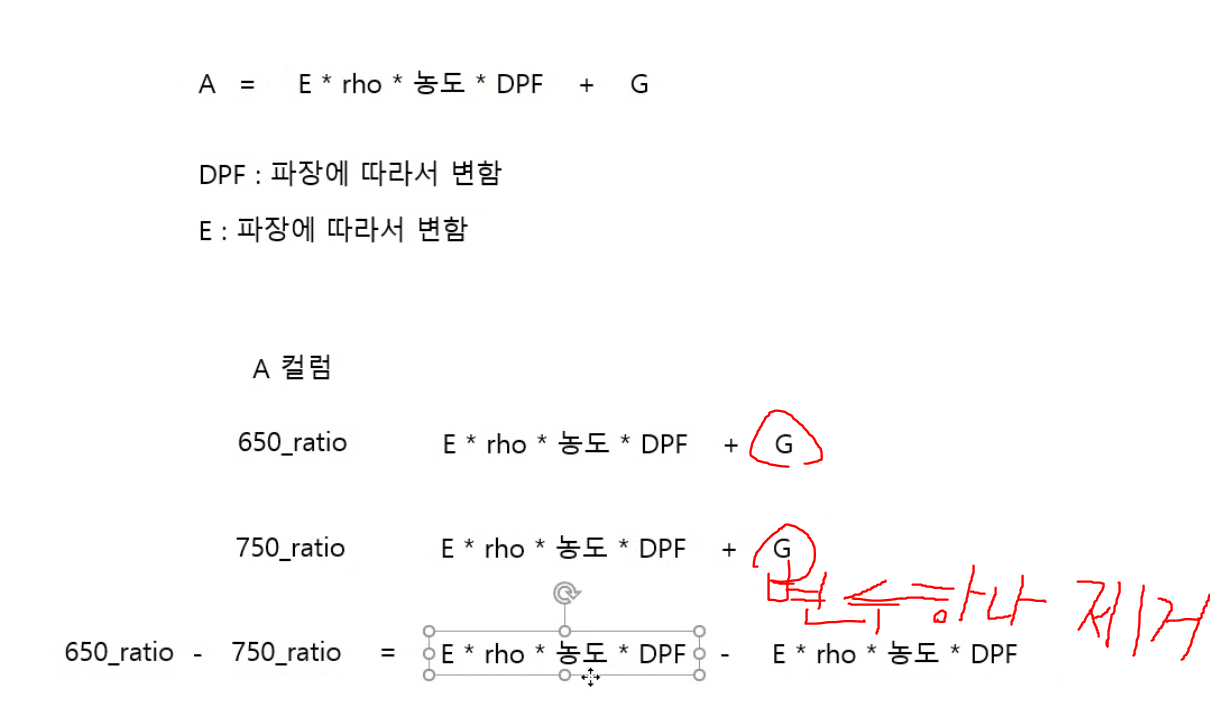 A = E * rho * 농도 * DPF + G
DPF : 파장에 따라서 변함
E : 파장에 따라서 변함
A 컬럼
650_ratio E * rho * 농도 * DPF + G
750_ratio E * rho * 농도 * DPF + G
변수하나 제거
650_ratio - 750_ratio = E * rho * 농도 * DPF - E * rho * 농도 * DPF